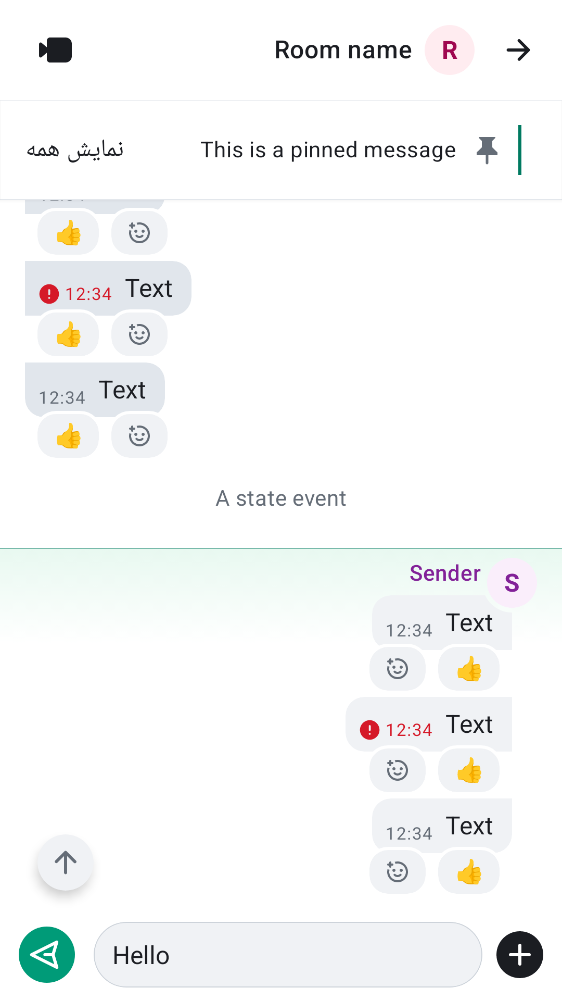 Room name R
This is a pinned message
نمایش همه
12:34 Text
12:34 Text
A state event
Sender S
12:34 Text
12:34 Text
12:34 Text
Hello